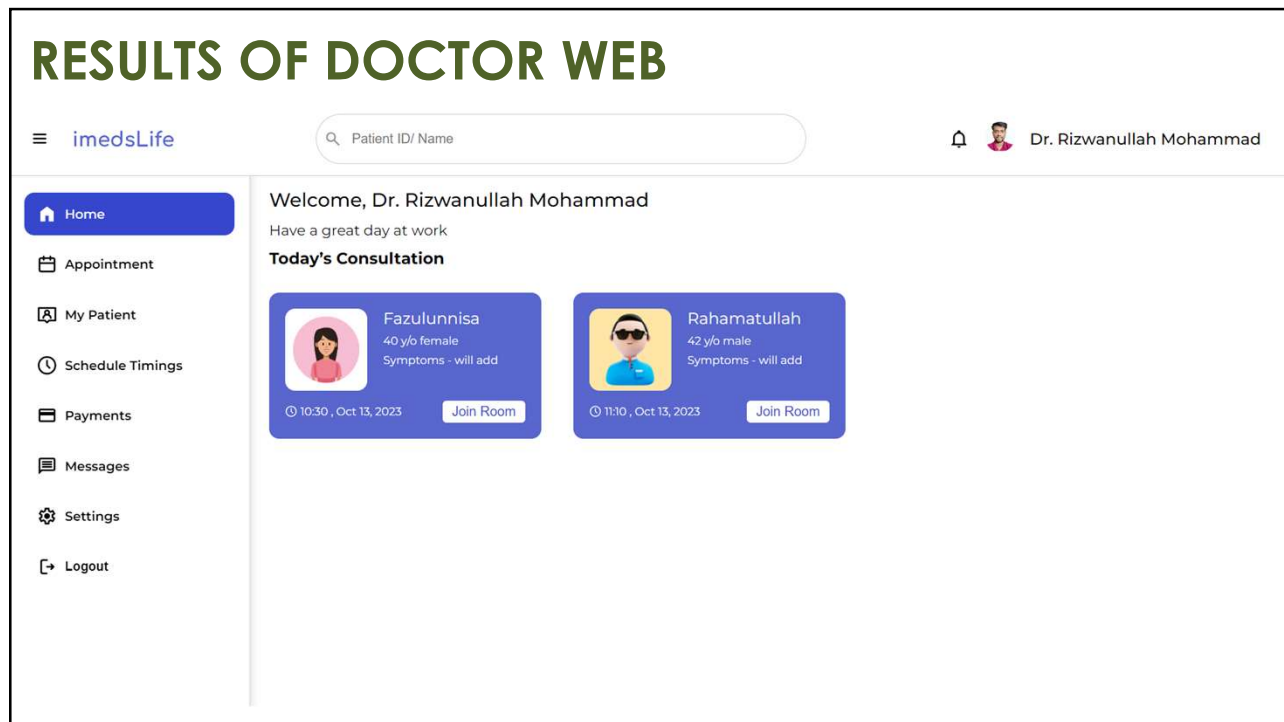 RESULTS OF DOCTOR WEB
imedsLife
Patient ID/ Name
Dr. Rizwanullah Mohammad
Home
Appointment
My Patient
Schedule Timings
Payments
Messages
Settings
Logout
Welcome, Dr. Rizwanullah Mohammad
Have a great day at work
Today's Consultation
Fazulunnisa
40 y/o female
Symptoms - will add
10:30 , Oct 13, 2023
Join Room
Rahamatullah
42 y/o male
Symptoms - will add
11:10 , Oct 13, 2023
Join Room